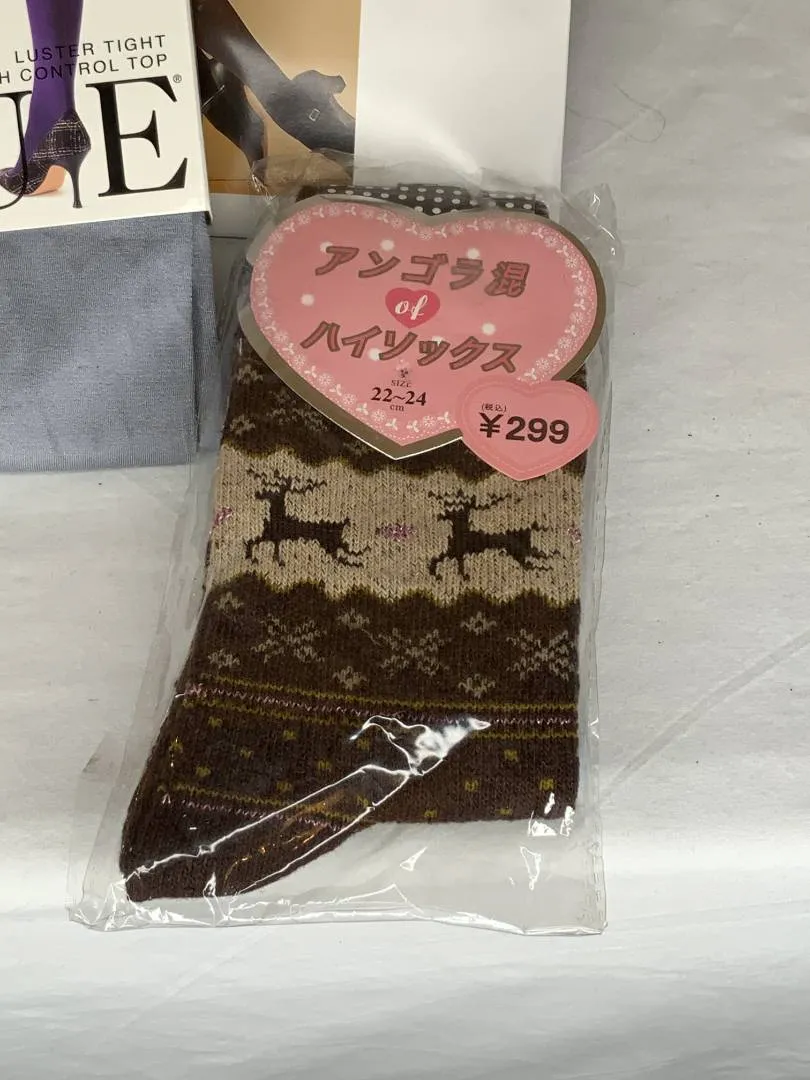 LUSTER TIGHT
H CONTROL TOP
UE®
アンゴラ混
of
ハイソックス
SIZE
22~24
cm
(税込)
¥299